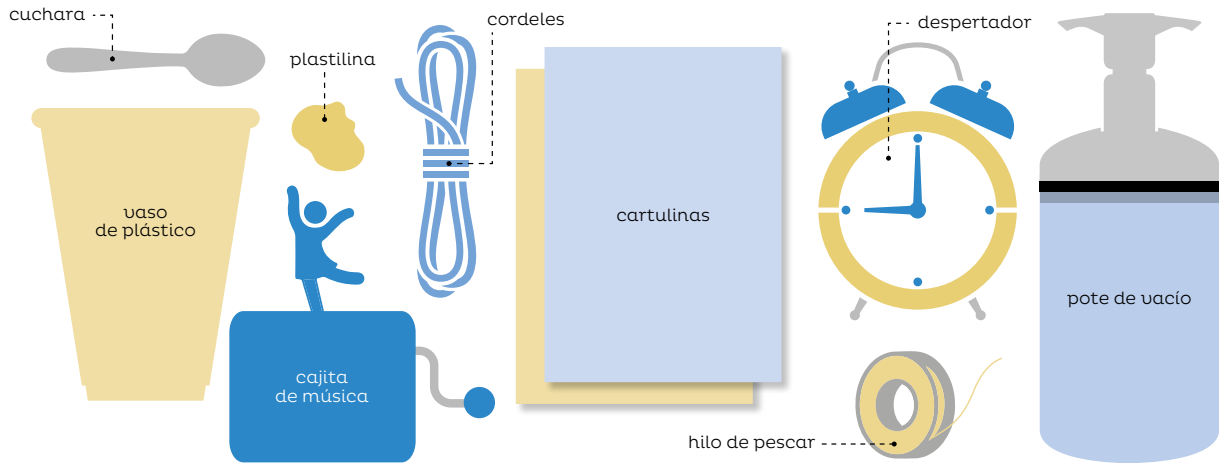 cuchara
cordeles
despertador
plastilina
vaso
de plástico
cartulinas
pote de vacío
cajita
de música
hilo de pescar